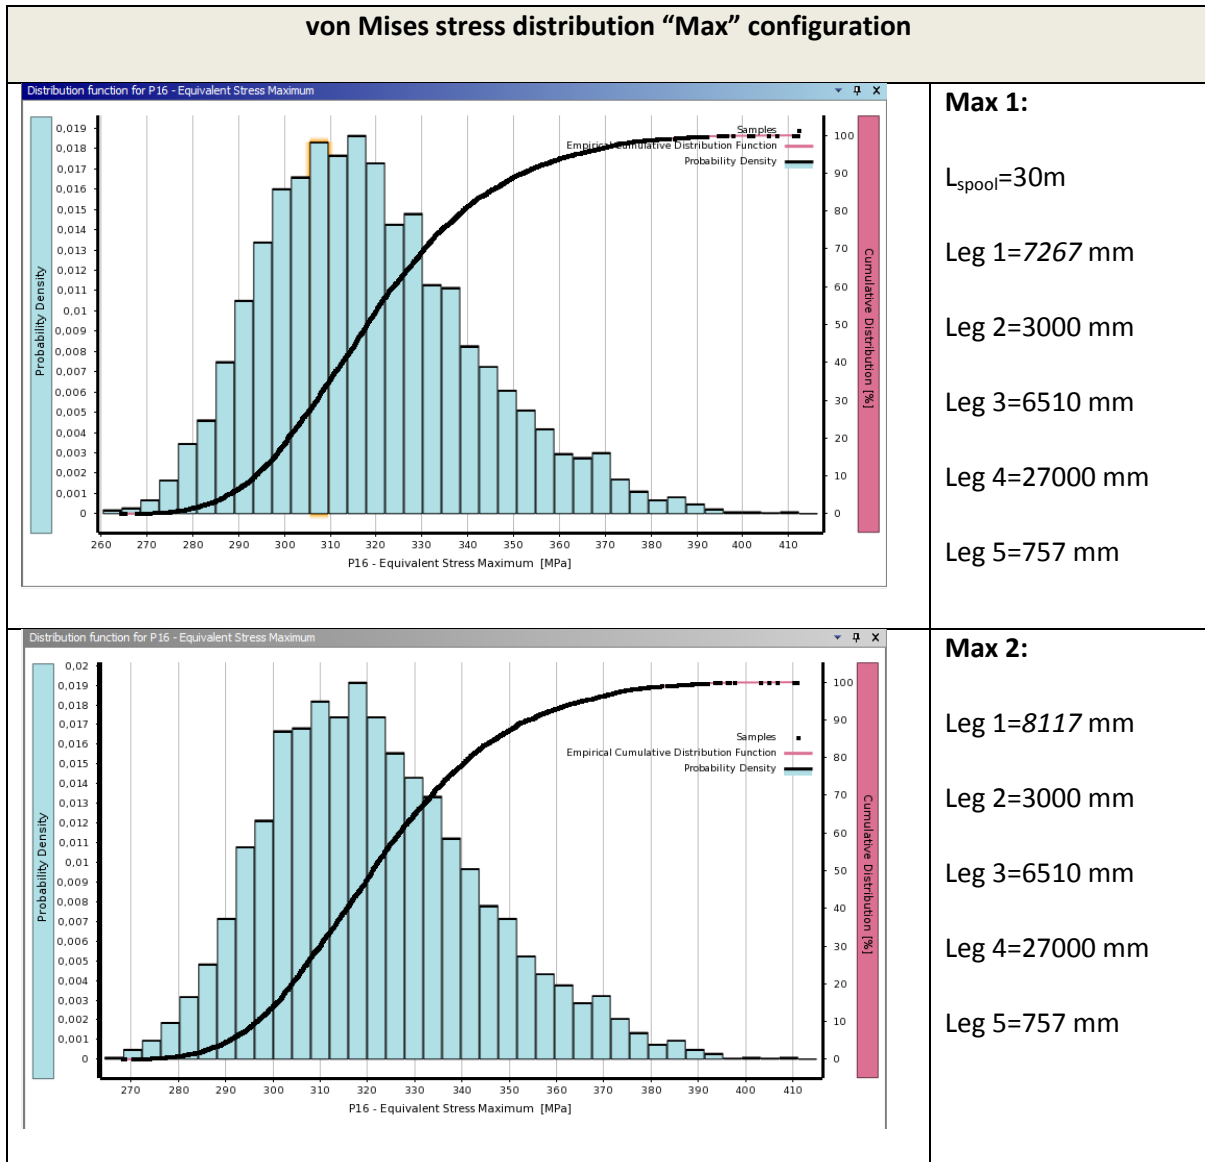 von Mises stress distribution “Max” configuration
Distribution function for P16 - Equivalent Stress Maximum
Max 1:
L_spool=30m
Leg 1=7267 mm
Leg 2=3000 mm
Leg 3=6510 mm
Leg 4=27000 mm
Leg 5=757 mm
Samples
Empirical Cumulative Distribution Function
Probability Density
Probability Density
0,019
0,018
0,017
0,016
0,015
0,014
0,013
0,012
0,011
0,01
0,009
0,008
0,007
0,006
0,005
0,004
0,003
0,002
0,001
0
100
90
80
70
60
50
40
30
20
10
0
Cumulative Distribution [%]
260 270 280 290 300 310 320 330 340 350 360 370 380 390 400 410
P16 - Equivalent Stress Maximum [MPa]
Distribution function for P16 - Equivalent Stress Maximum
Max 2:
Leg 1=8117 mm
Leg 2=3000 mm
Leg 3=6510 mm
Leg 4=27000 mm
Leg 5=757 mm
Samples
Empirical Cumulative Distribution Function
Probability Density
Probability Density
0,02
0,019
0,018
0,017
0,016
0,015
0,014
0,013
0,012
0,011
0,01
0,009
0,008
0,007
0,006
0,005
0,004
0,003
0,002
0,001
0
100
90
80
70
60
50
40
30
20
10
0
Cumulative Distribution [%]
270 280 290 300 310 320 330 340 350 360 370 380 390 400 410
P16 - Equivalent Stress Maximum [MPa]